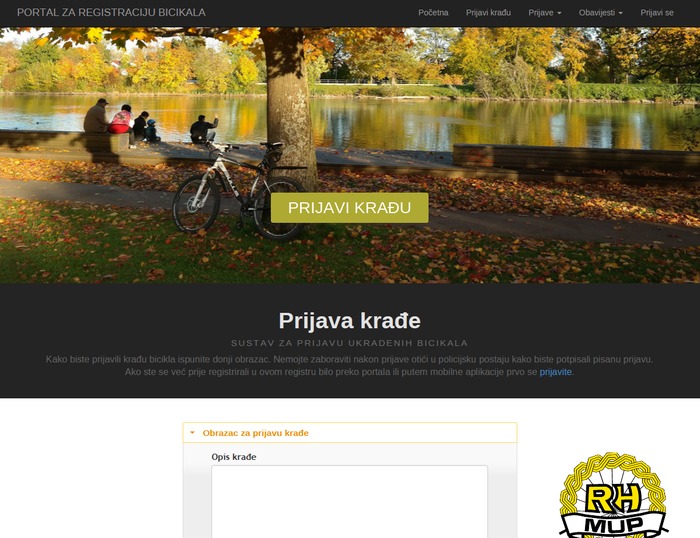 PORTAL ZA REGISTRACIJU BICIKALA
Početna Prijavi krađu Prijave Obavijesti Prijavi se
PRIJAVI KRAĐU
Prijava krađe
SUSTAV ZA PRIJAVU UKRADENIH BICIKALA
Kako biste prijavili krađu bicikla ispunite donji obrazac. Nemojte zaboraviti nakon prijave otići u policijsku postaju kako biste potpisali pisanu prijavu.
Ako ste se već prije registrirali u ovom registru bilo preko portala ili putem mobilne aplikacije prvo se prijavite.
Obrazac za prijavu krađe
Opis krađe
RH
MUP